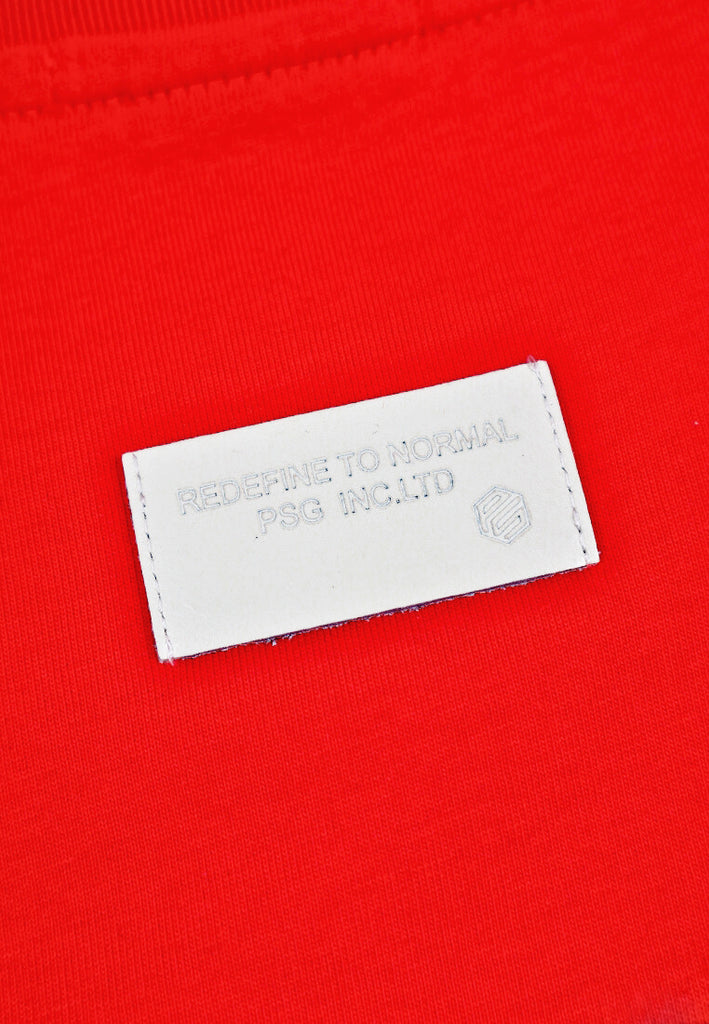 REDEFINE TO NORMAL
PSG INC.LTD